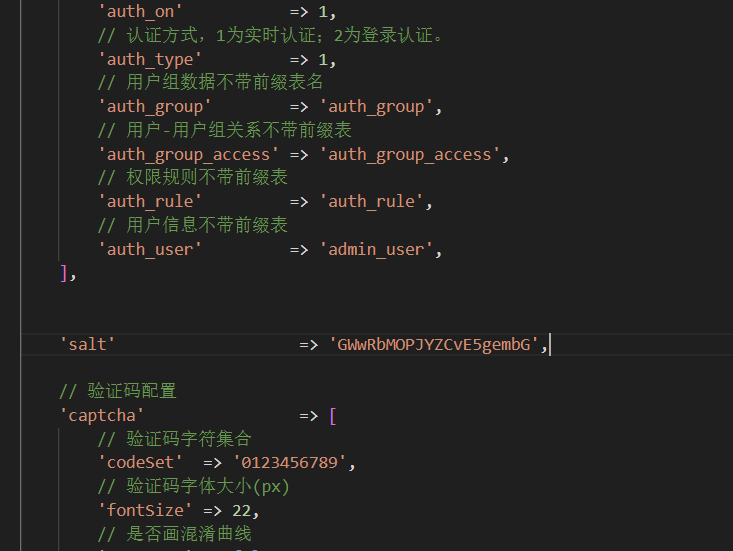 'auth_on' => 1,
// 认证方式，1为实时认证；2为登录认证。
'auth_type' => 1,
// 用户组数据不带前缀表名
'auth_group' => 'auth_group',
// 用户-用户组关系不带前缀表
'auth_group_access' => 'auth_group_access',
// 权限规则不带前缀表
'auth_rule' => 'auth_rule',
// 用户信息不带前缀表
'auth_user' => 'admin_user',
],
'salt' => 'GWwRbMOPJYZCvE5gembG',
// 验证码配置
'captcha' => [
// 验证码字符集合
'codeSet' => '0123456789',
// 验证码字体大小(px)
'fontSize' => 22,
// 是否画混淆曲线